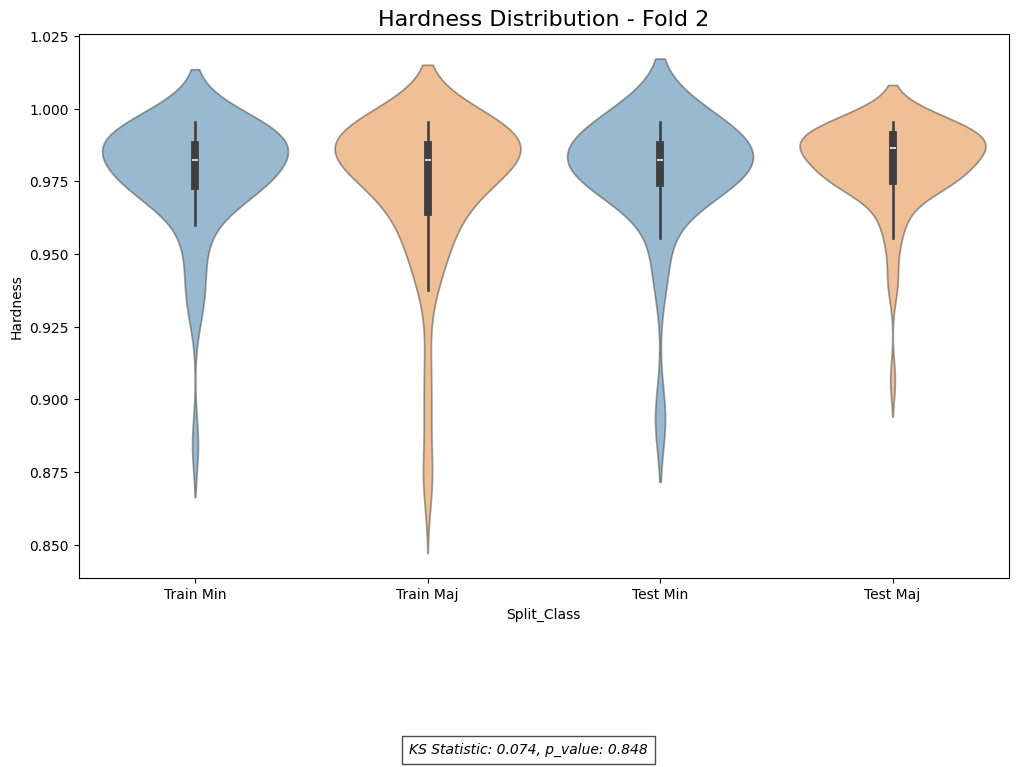 Hardness Distribution - Fold 2
Hardness
1.025
1.000
0.975
0.950
0.925
0.900
0.875
0.850
Train Min
Train Maj
Test Min
Test Maj
Split_Class
KS Statistic: 0.074, p_value: 0.848